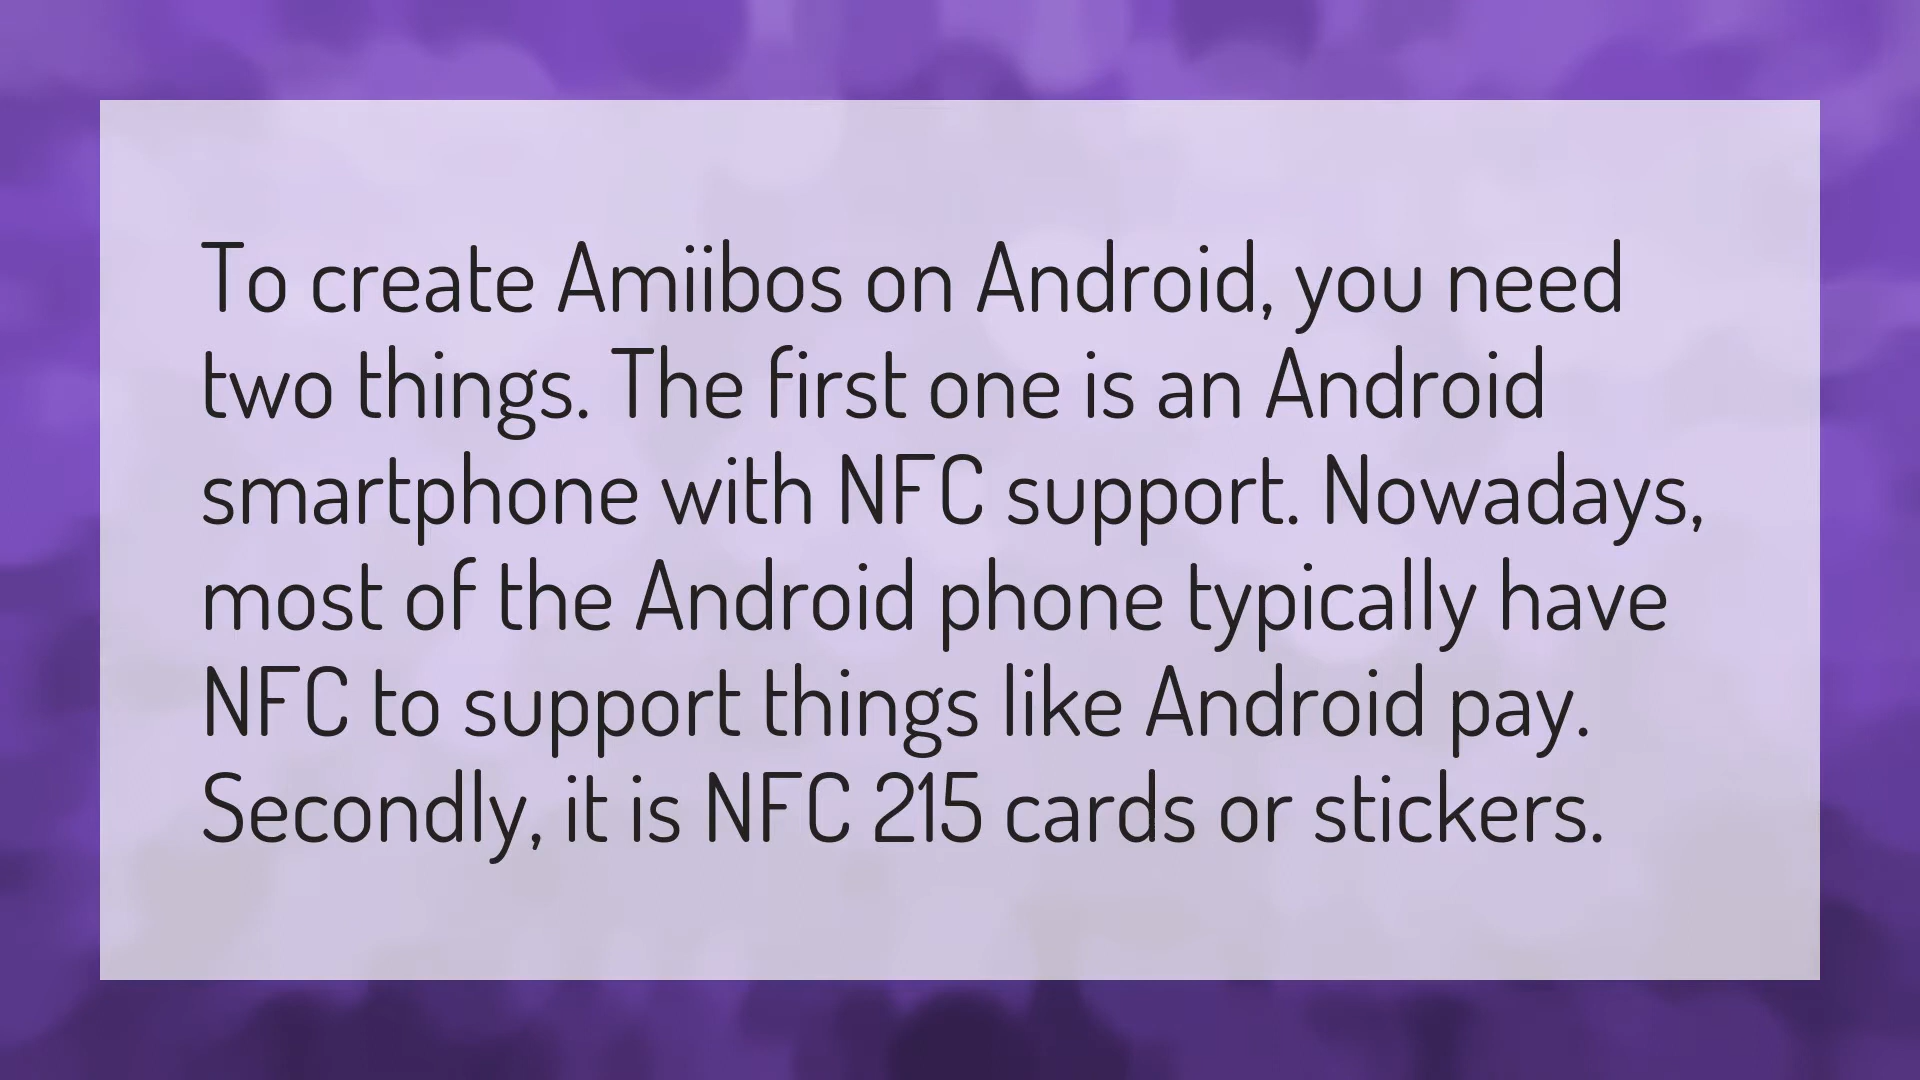 To create Amiibos on Android, you need
two things. The first one is an Android
smartphone with NFC support. Nowadays,
most of the Android phone typically have
NFC to support things like Android pay.
Secondly, it is NFC 215 cards or stickers.